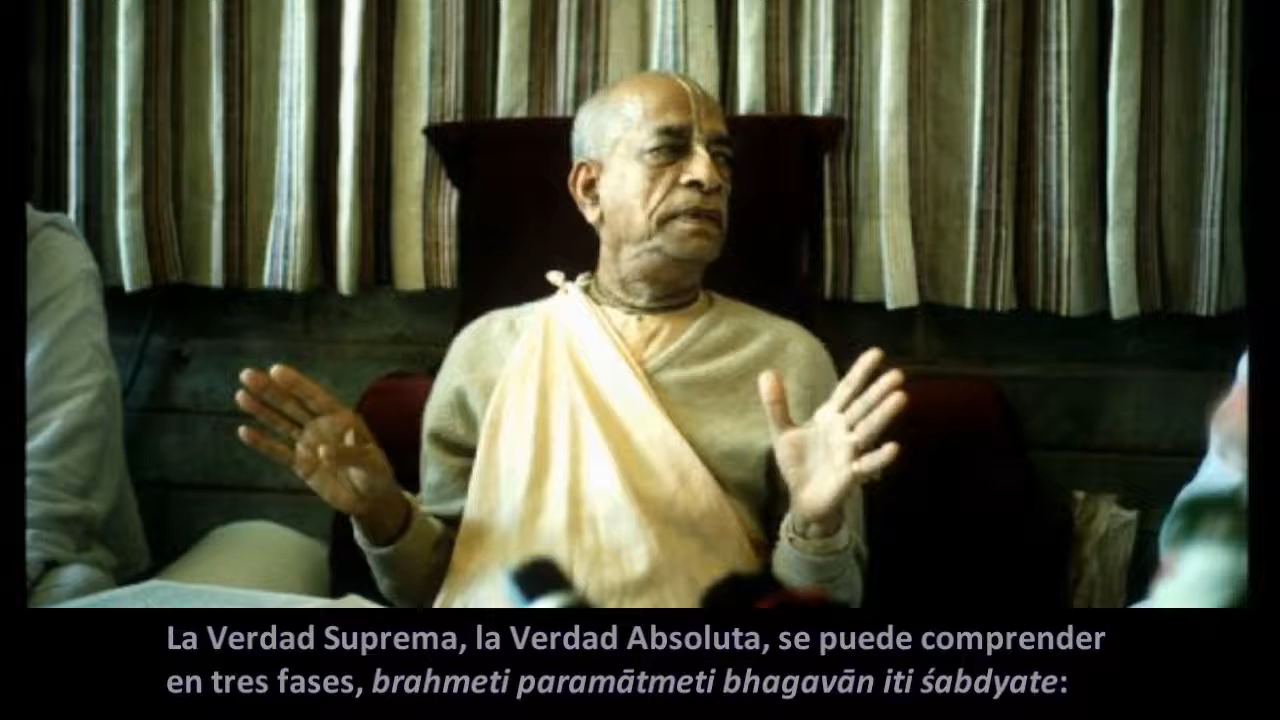 La Verdad Suprema, la Verdad Absoluta, se puede comprender
en tres fases, brahmeti paramātmeti bhagavān iti śabdyate: